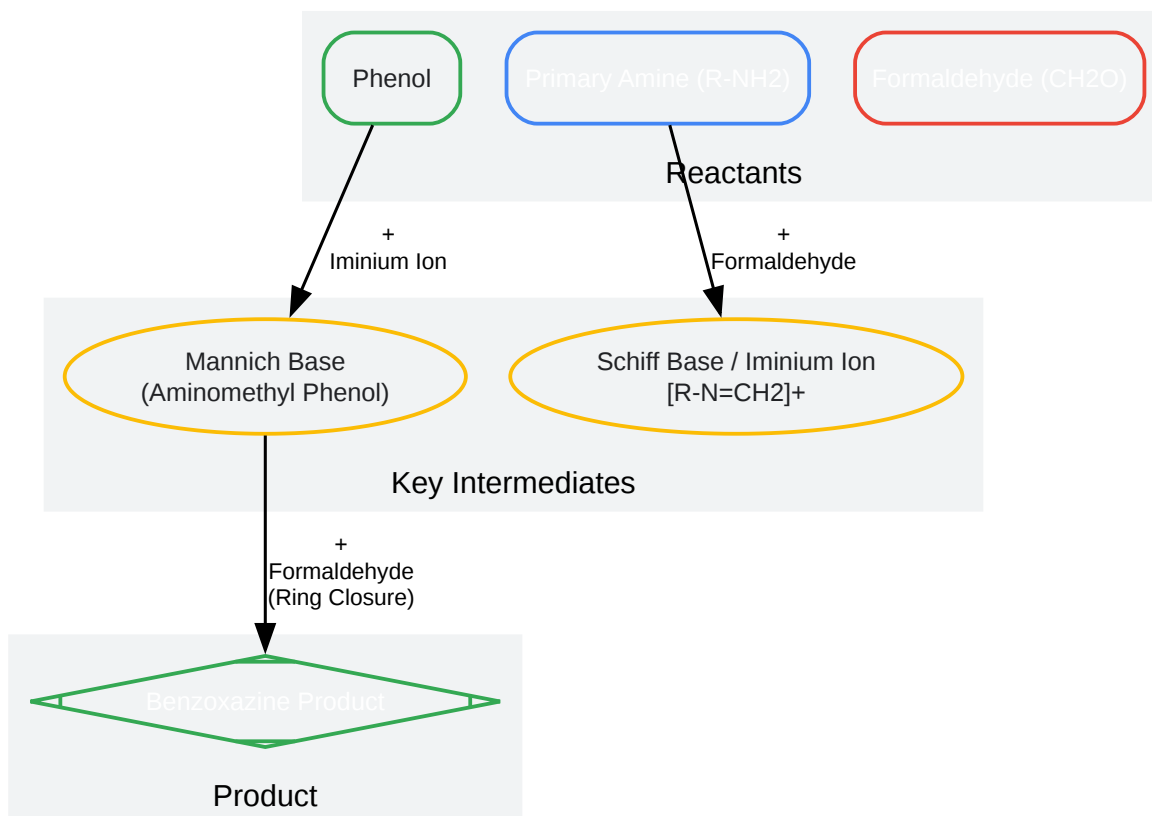 Phenol
Primary Amine (R-NH2)
Formaldehyde (CH2O)
Reactants
+
Iminium Ion
+
Formaldehyde
Mannich Base
(Aminomethyl Phenol)
Schiff Base / Iminium Ion
[R-N=CH2]+
Key Intermediates
+
Formaldehyde
(Ring Closure)
Benzoxazine Product
Product